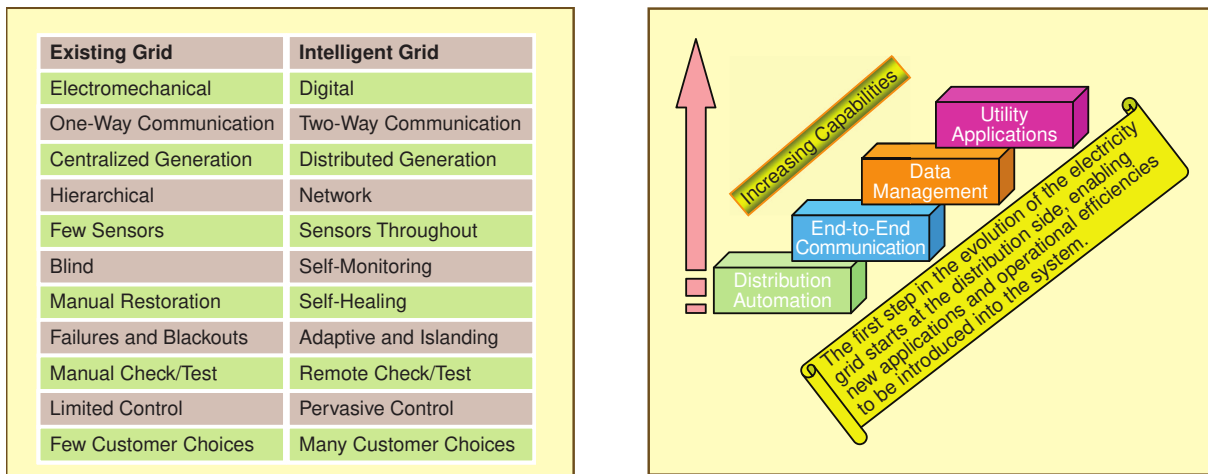 Existing Grid Intelligent Grid
Electromechanical Digital
One-Way Communication Two-Way Communication
Centralized Generation Distributed Generation
Hierarchical Network
Few Sensors Sensors Throughout
Blind Self-Monitoring
Manual Restoration Self-Healing
Failures and Blackouts Adaptive and Islanding
Manual Check/Test Remote Check/Test
Limited Control Pervasive Control
Few Customer Choices Many Customer Choices
Increasing Capabilities
Utility
Applications
Data
Management
End-to-End
Communication
Distribution
Automation
The first step in the evolution of the electricity
grid starts at the distribution side, enabling
new applications and operational efficiencies
to be introduced into the system.